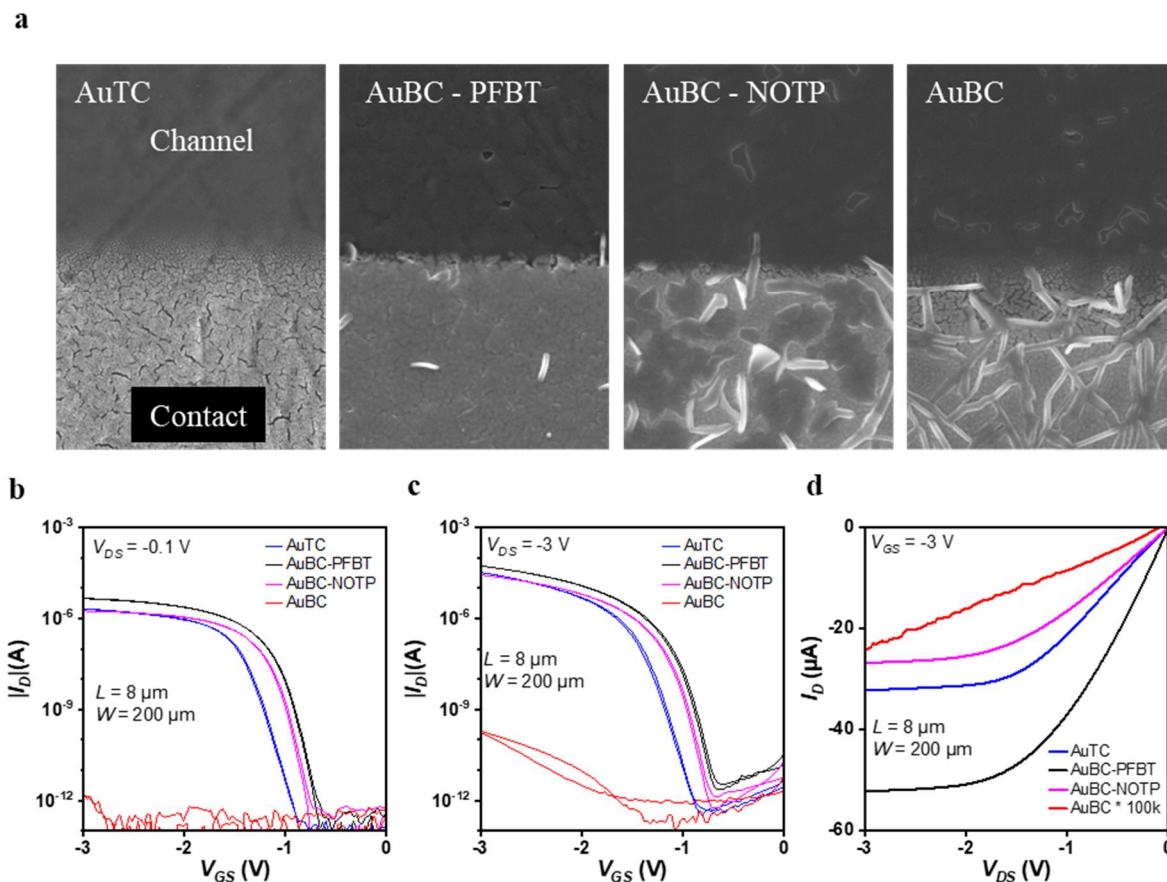 a
AuTC
Channel
Contact
AuBC - PFBT
AuBC - NOTP
AuBC
b
10⁻³
10⁻⁶
10⁻⁹
10⁻¹²
|I_D|(A)
V_DS = -0.1 V
AuTC
AuBC-PFBT
AuBC-NOTP
AuBC
L = 8 µm
W = 200 µm
-3
-2
-1
0
V_GS (V)
c
10⁻³
10⁻⁶
10⁻⁹
10⁻¹²
|I_D|(A)
V_DS = -3 V
AuTC
AuBC-PFBT
AuBC-NOTP
AuBC
L = 8 µm
W = 200 µm
-3
-2
-1
0
V_GS (V)
d
0
-20
-40
-60
I_D (µA)
V_GS = -3 V
L = 8 µm
W = 200 µm
AuTC
AuBC-PFBT
AuBC-NOTP
AuBC * 100k
-3
-2
-1
0
V_DS (V)